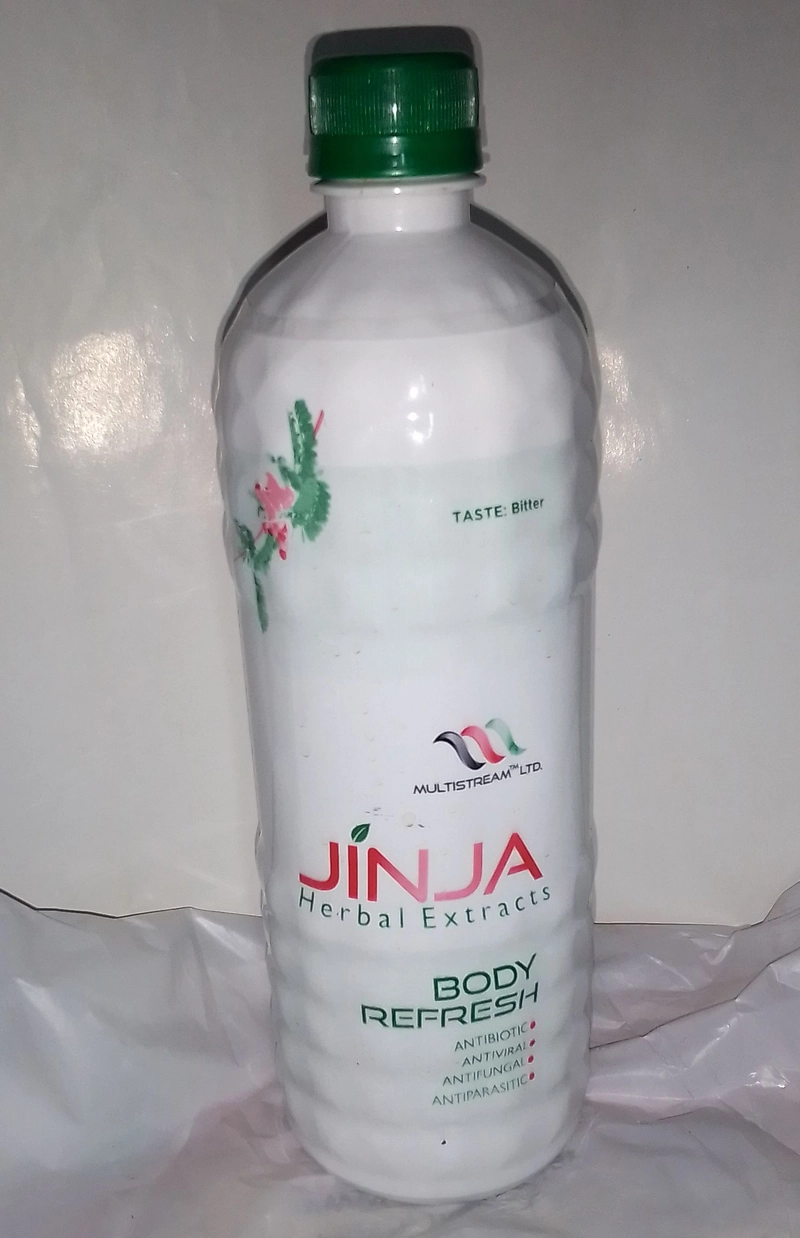 TASTE: Bitter
MULTISTREAM™ LTD.
JINJA
Herbal Extracts
BODY
REFRESH
ANTIBIOTIC
ANTIVIRAL
ANTIFUNGAL
ANTIPARASITIC